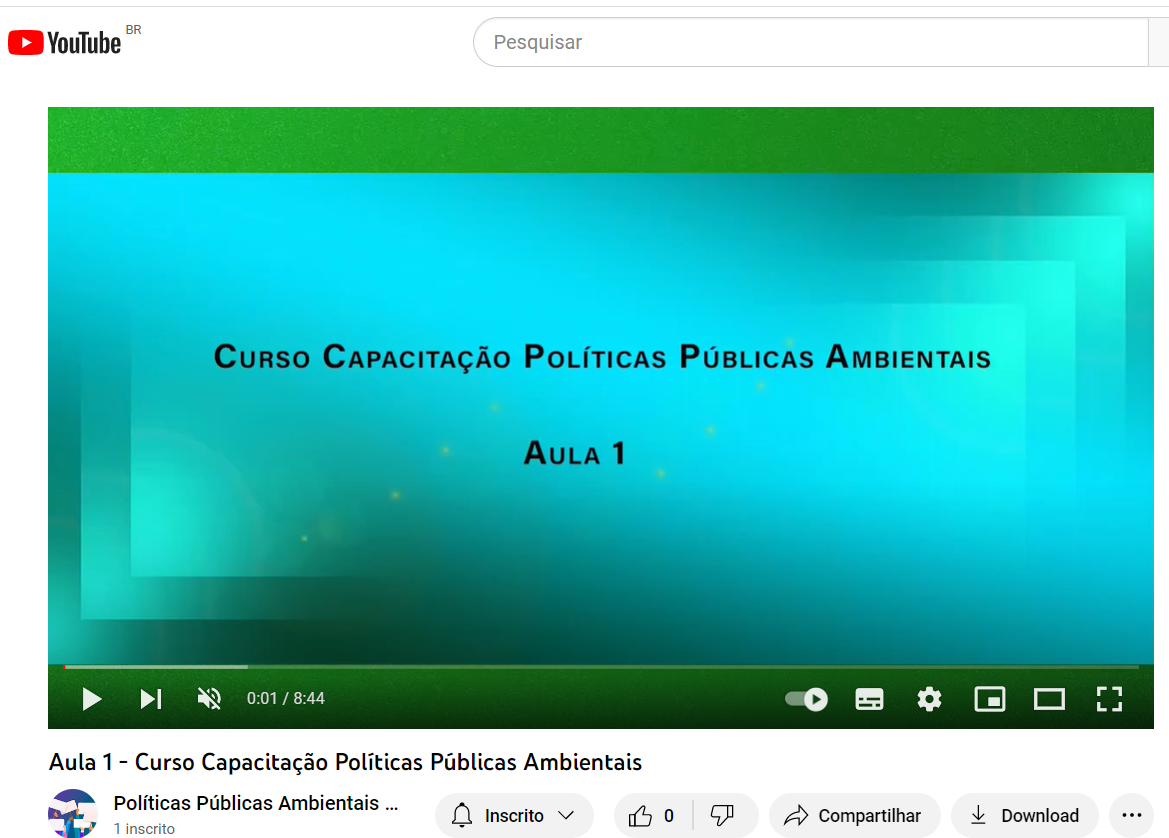 YouTube BR
Pesquisar
Curso Capacitação Políticas Públicas Ambientais
Aula 1
0:01 / 8:44
Aula 1 - Curso Capacitação Políticas Públicas Ambientais
Políticas Públicas Ambientais ...
1 inscrito
Inscrito
0
Compartilhar
Download